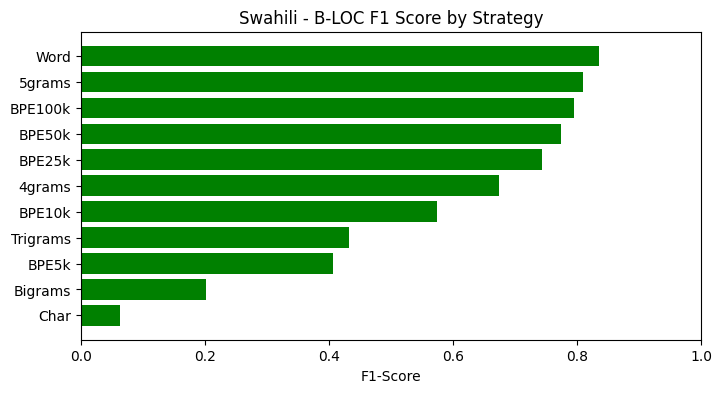 Swahili - B-LOC F1 Score by Strategy
Word
5grams
BPE100k
BPE50k
BPE25k
4grams
BPE10k
Trigrams
BPE5k
Bigrams
Char
0.0 0.2 0.4 0.6 0.8 1.0
F1-Score